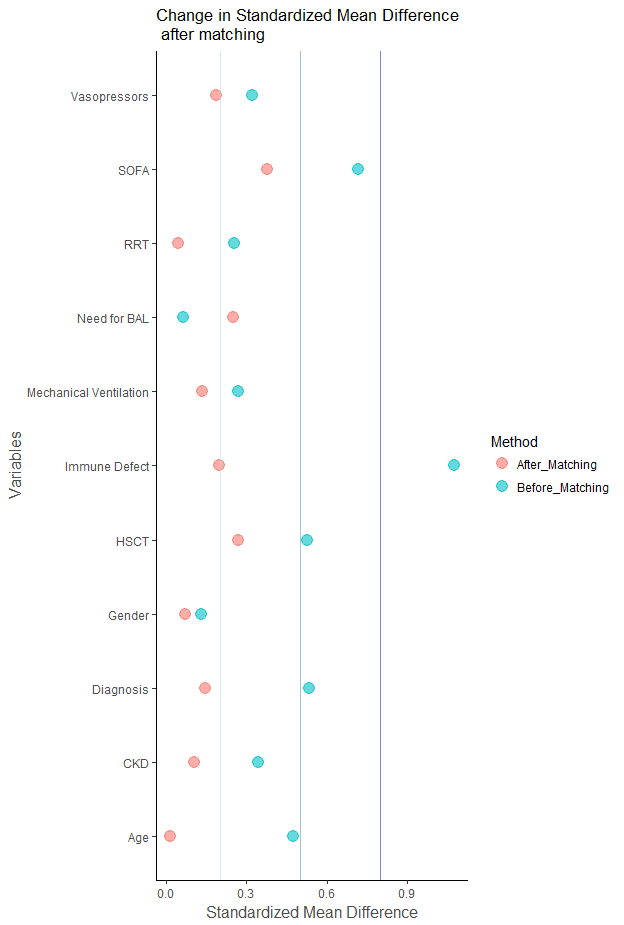 Change in Standardized Mean Difference
after matching
Vasopressors
SOFA
RRT
Need for BAL
Mechanical Ventilation
Immune Defect
HSCT
Gender
Diagnosis
CKD
Age
Variables
0.0 0.3 0.6 0.9
Standardized Mean Difference
Method
After_Matching
Before_Matching